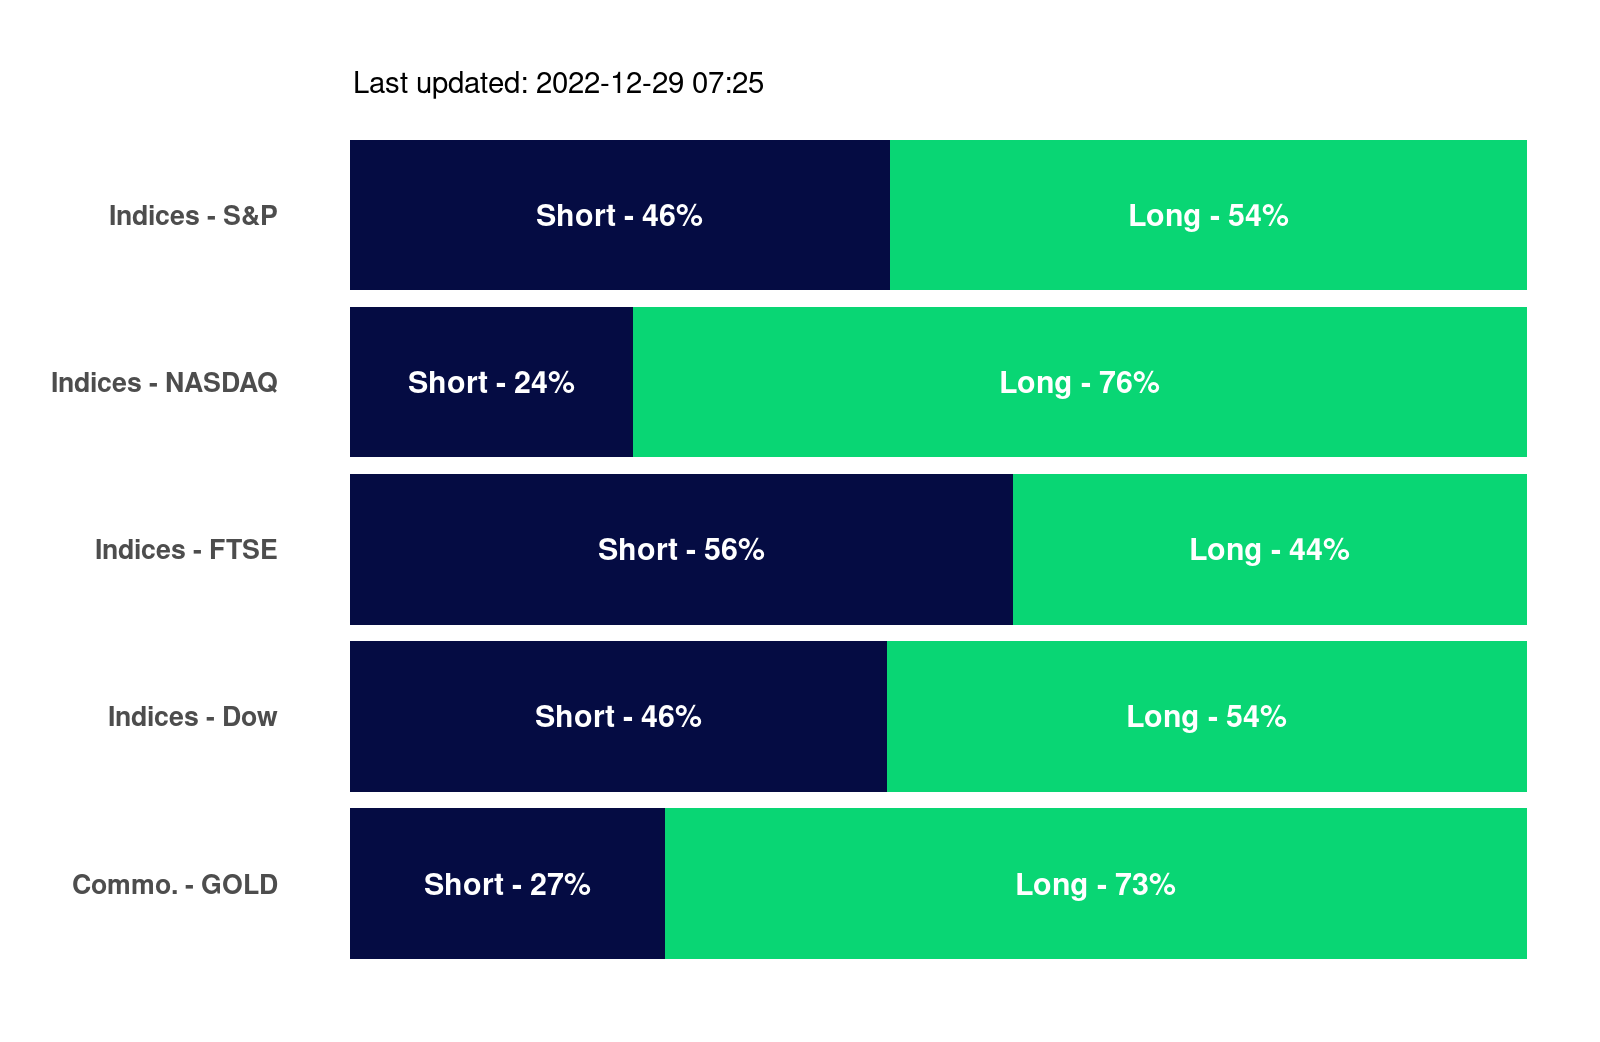 Last updated: 2022-12-29 07:25
Indices - S&P
Short - 46%
Long - 54%
Indices - NASDAQ
Short - 24%
Long - 76%
Indices - FTSE
Short - 56%
Long - 44%
Indices - Dow
Short - 46%
Long - 54%
Commo. - GOLD
Short - 27%
Long - 73%